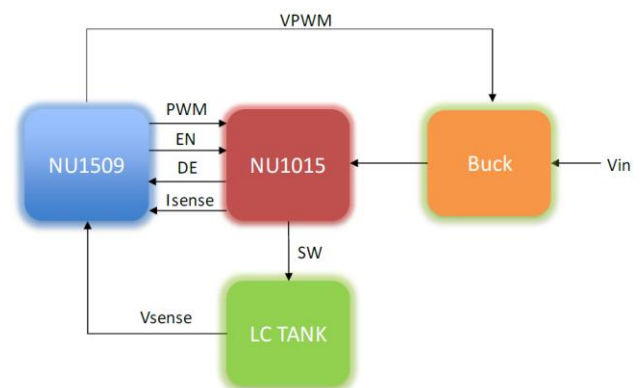 VPWM
PWM
EN
DE
Isense
NU1509
NU1015
Buck
Vin
SW
Vsense
LC TANK